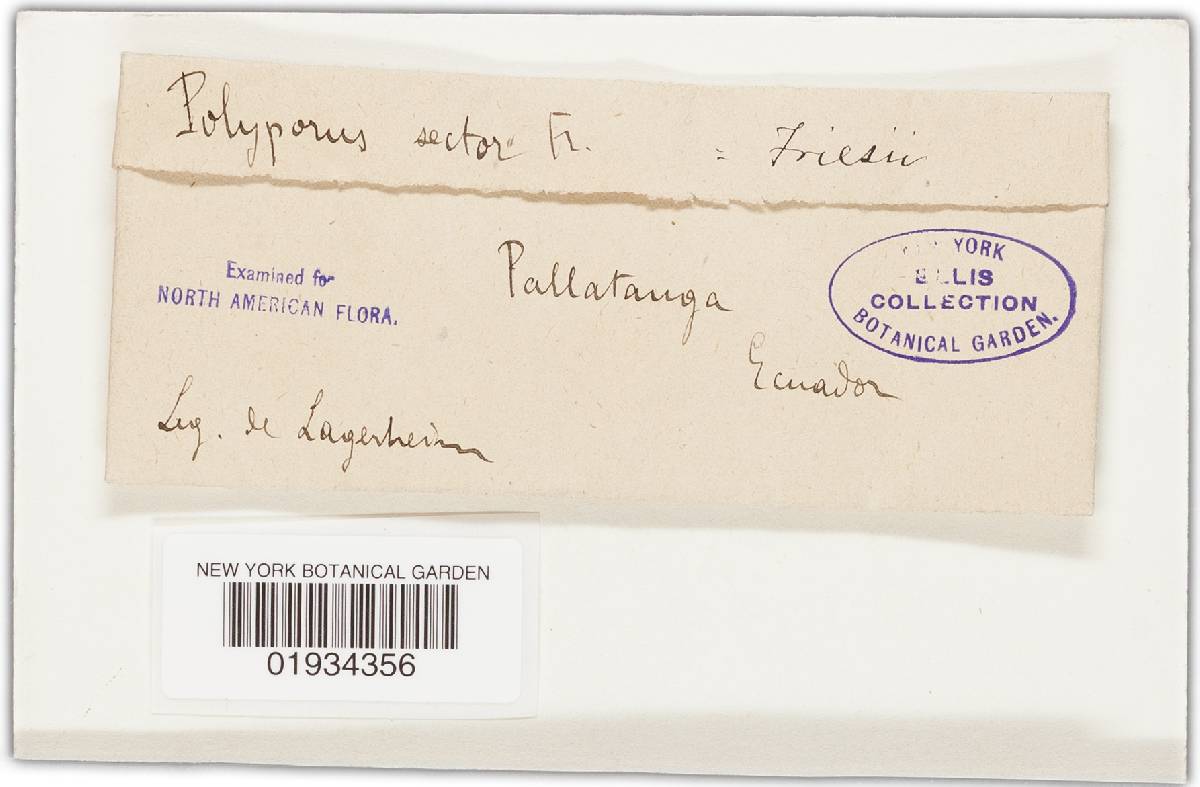 Polyporus sector Fr. = Friesii
Examined for
NORTH AMERICAN FLORA.
Pallatanga
Ecuador
YORK
ELLIS
COLLECTION
BOTANICAL GARDEN.
Leg. de Lagerheim
NEW YORK BOTANICAL GARDEN
01934356